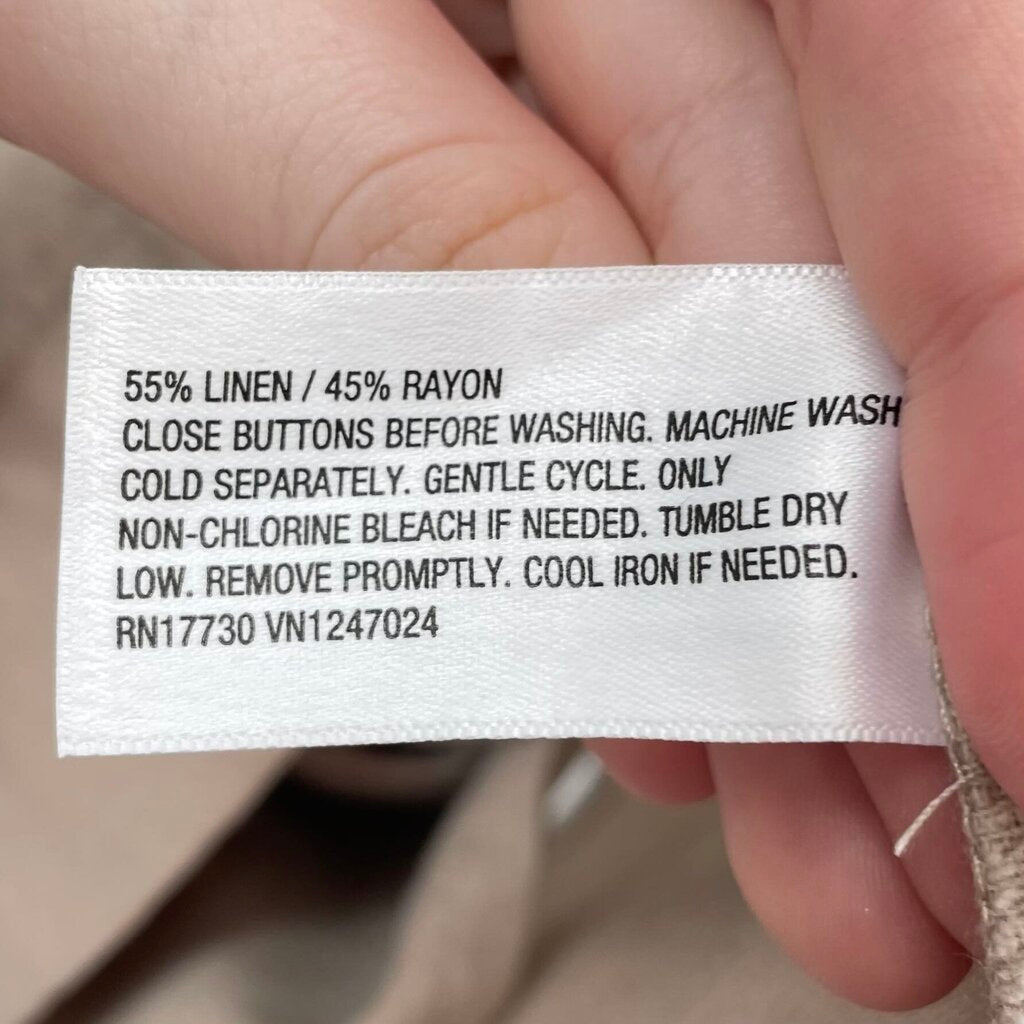 55% LINEN / 45% RAYON
CLOSE BUTTONS BEFORE WASHING. MACHINE WASH
COLD SEPARATELY. GENTLE CYCLE. ONLY
NON-CHLORINE BLEACH IF NEEDED. TUMBLE DRY
LOW. REMOVE PROMPTLY. COOL IRON IF NEEDED.
RN17730 VN1247024